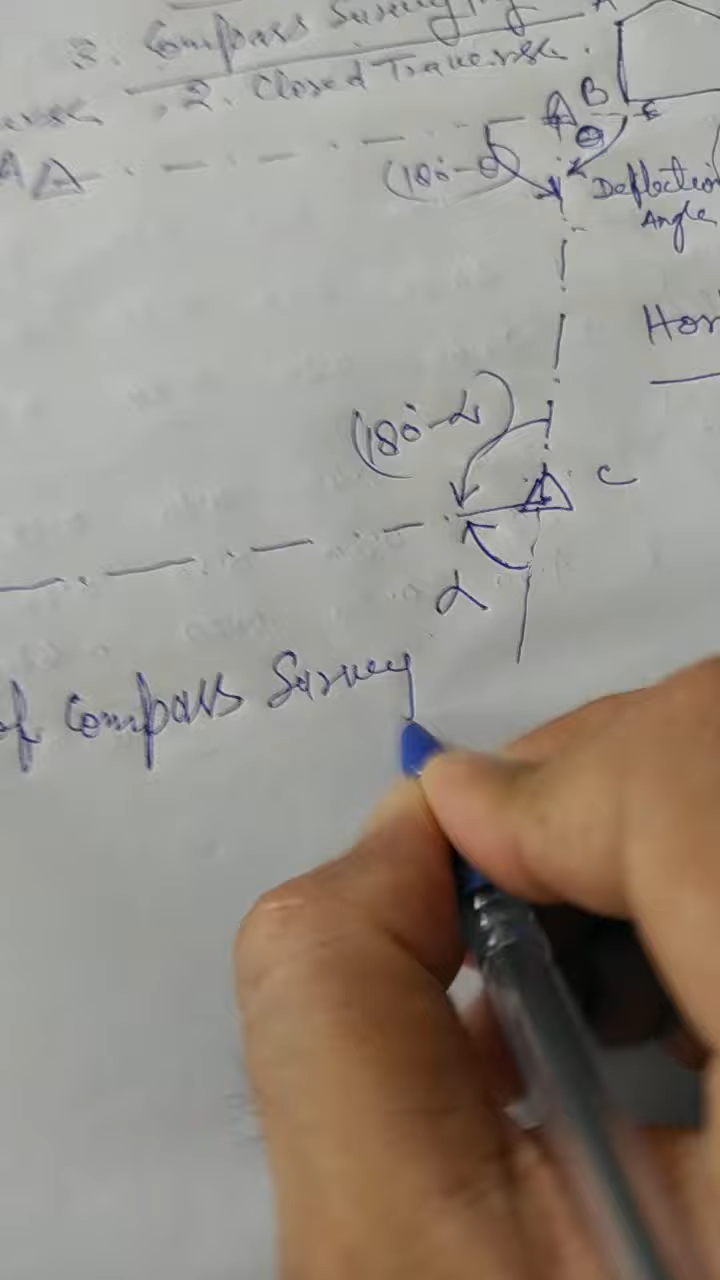 3. Compass Surveying
2. Closed Traverse.
A
B
E
A
θ
(180-θ)
Deflection
Angle
Hor
(180-α)
C
α
of Compass Survey